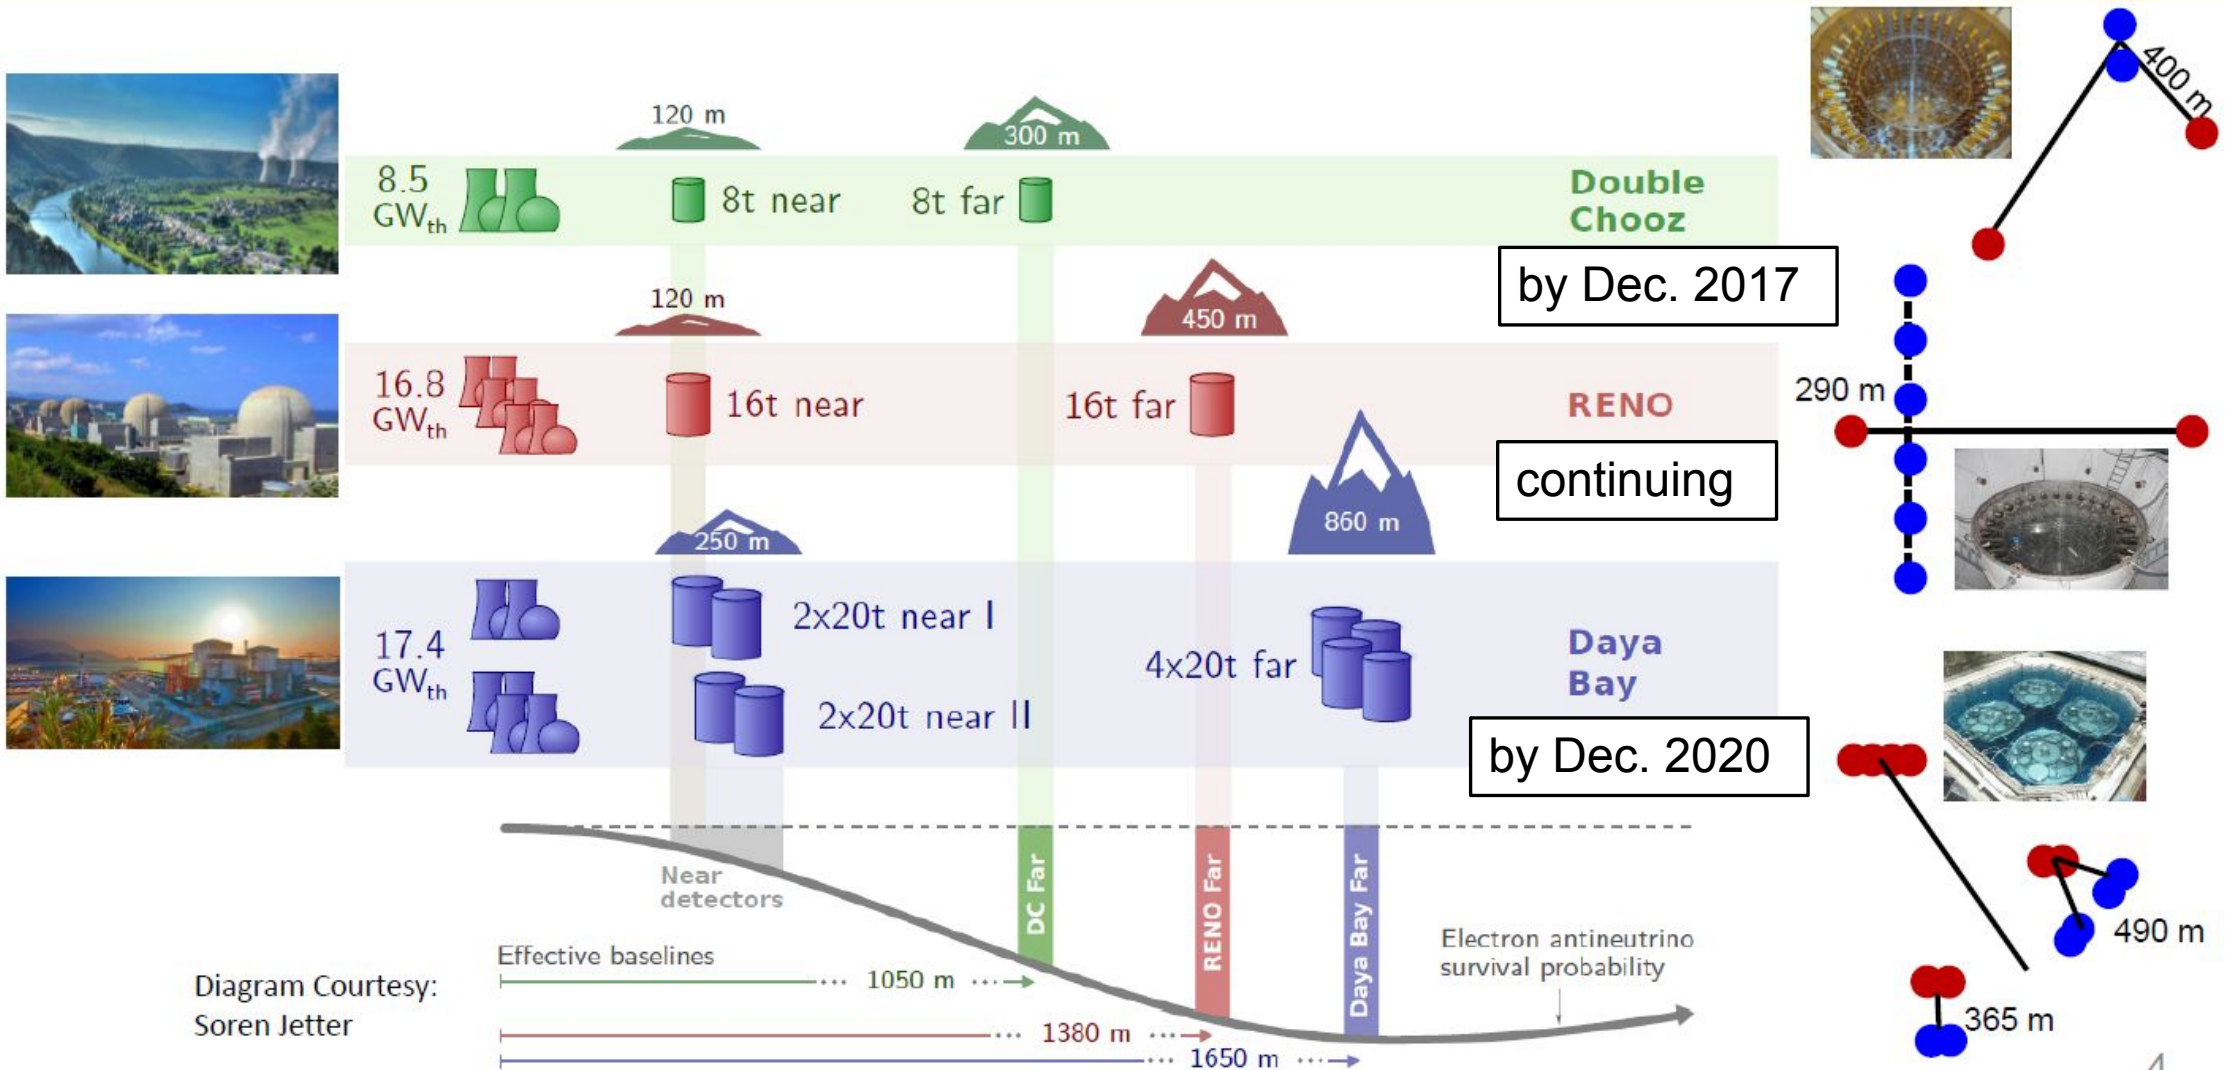 120 m
300 m
8.5
GWth
8t near
8t far
Double
Chooz
by Dec. 2017
400 m
120 m
450 m
16.8
GWth
16t near
16t far
RENO
continuing
290 m
250 m
860 m
17.4
GWth
2x20t near I
2x20t near II
4x20t far
Daya
Bay
by Dec. 2020
Near
detectors
DC Far
RENO Far
Daya Bay Far
Electron antineutrino
survival probability
Effective baselines
1050 m
1380 m
1650 m
Diagram Courtesy:
Soren Jetter
490 m
365 m
4